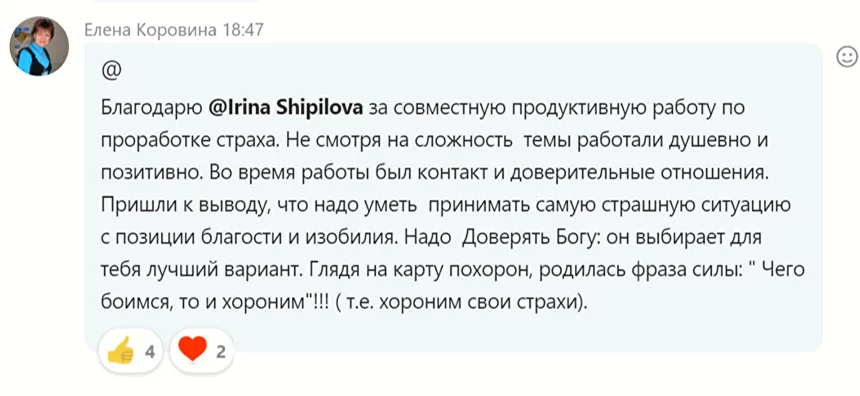 Елена Коровина 18:47
@
Благодарю @Irina Shipilova за совместную продуктивную работу по
проработке страха. Не смотря на сложность  темы работали душевно и
позитивно. Во время работы был контакт и доверительные отношения.
Пришли к выводу, что надо уметь  принимать самую страшную ситуацию
с позиции благости и изобилия. Надо  Доверять Богу: он выбирает для
тебя лучший вариант. Глядя на карту похорон, родилась фраза силы: " Чего
боимся, то и хороним"!!! ( т.е. хороним свои страхи).
4 2